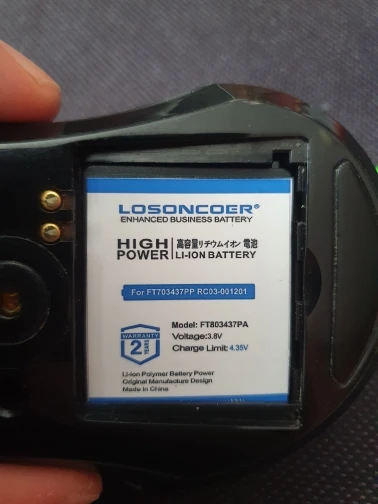 LOSONCOER®
ENHANCED BUSINESS BATTERY
HIGH POWER
高容量リチウムイオン 電池
LI-ION BATTERY
For FT703437PP RC03-001201
Model: FT803437PA
Voltage:3.8V
Charge Limit: 4.35V
WARRANTY
2
YEARS
Li-ion Polymer Battery Power
Original Manufacture Design
Made in China